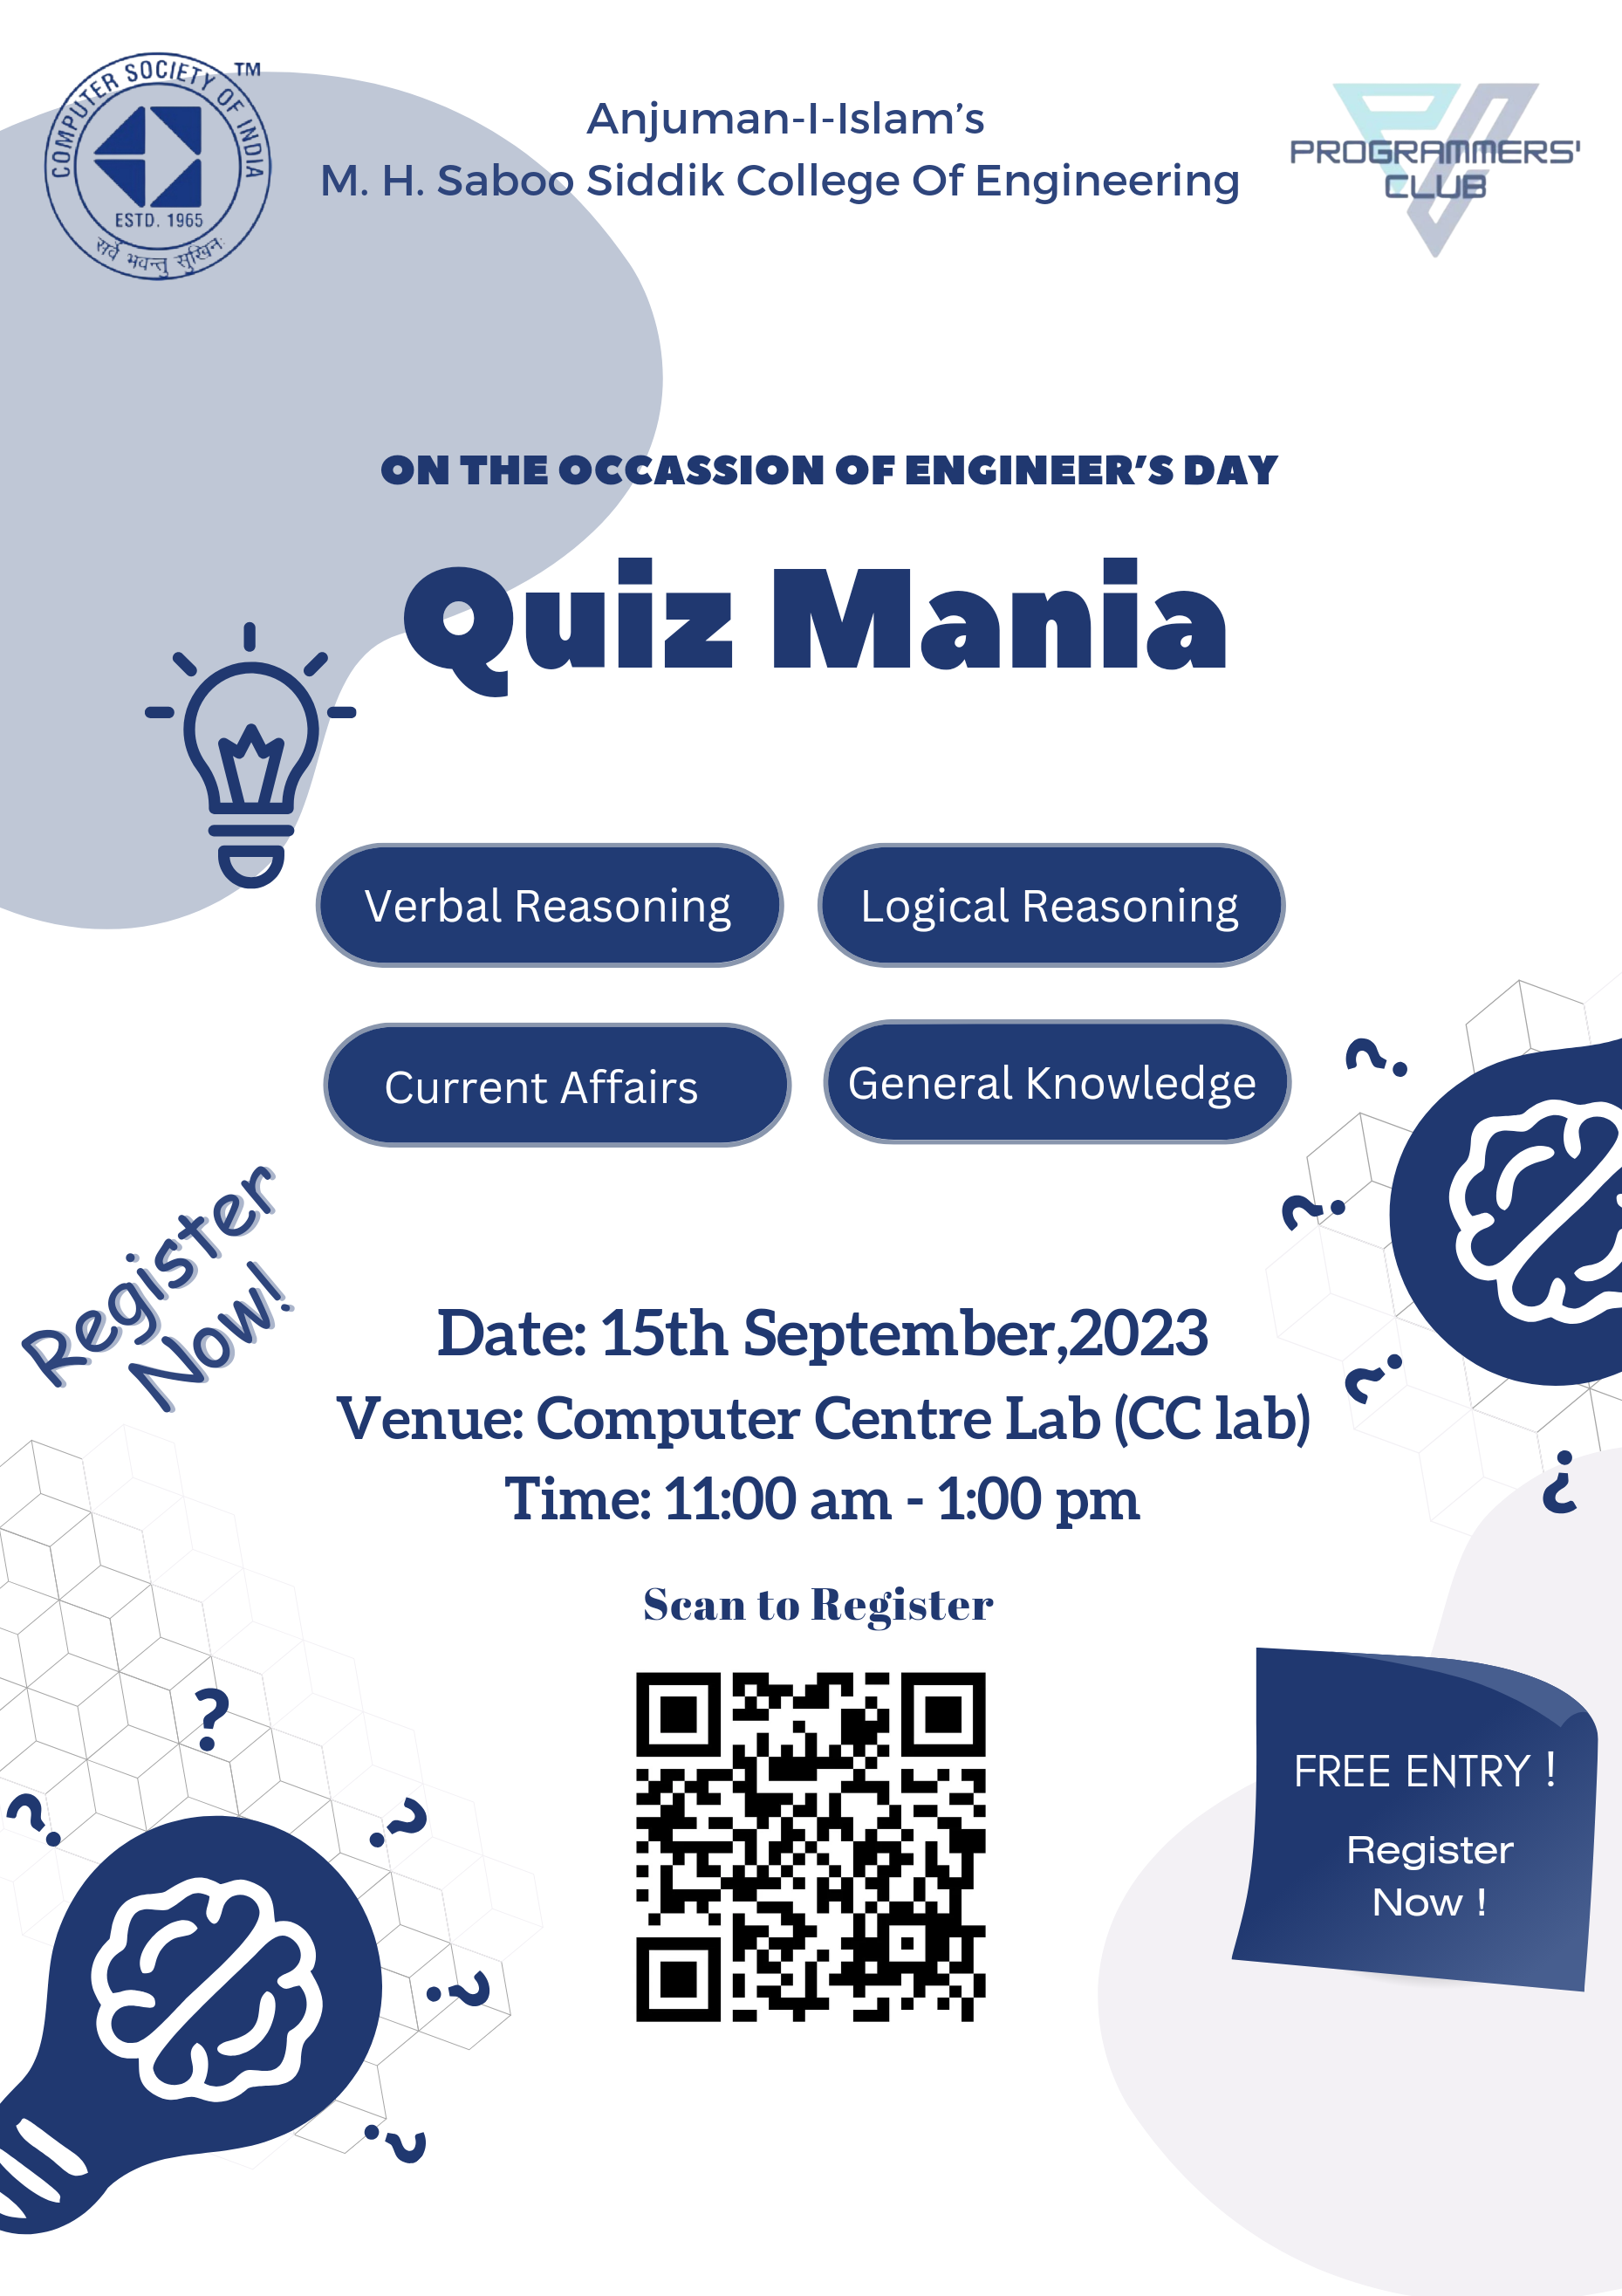 COMPUTER SOCIETY OF INDIA TM
ESTD. 1965
सर्वे भवन्तु सुखिनः
Anjuman-I-Islam’s
M. H. Saboo Siddik College Of Engineering
PROGRAMMERS'
CLUB
ON THE OCCASSION OF ENGINEER’S DAY
Quiz Mania
Verbal Reasoning
Logical Reasoning
Current Affairs
General Knowledge
Register
Now!
Date: 15th September,2023
Venue: Computer Centre Lab (CC lab)
Time: 11:00 am - 1:00 pm
Scan to Register
FREE ENTRY !
Register
Now !